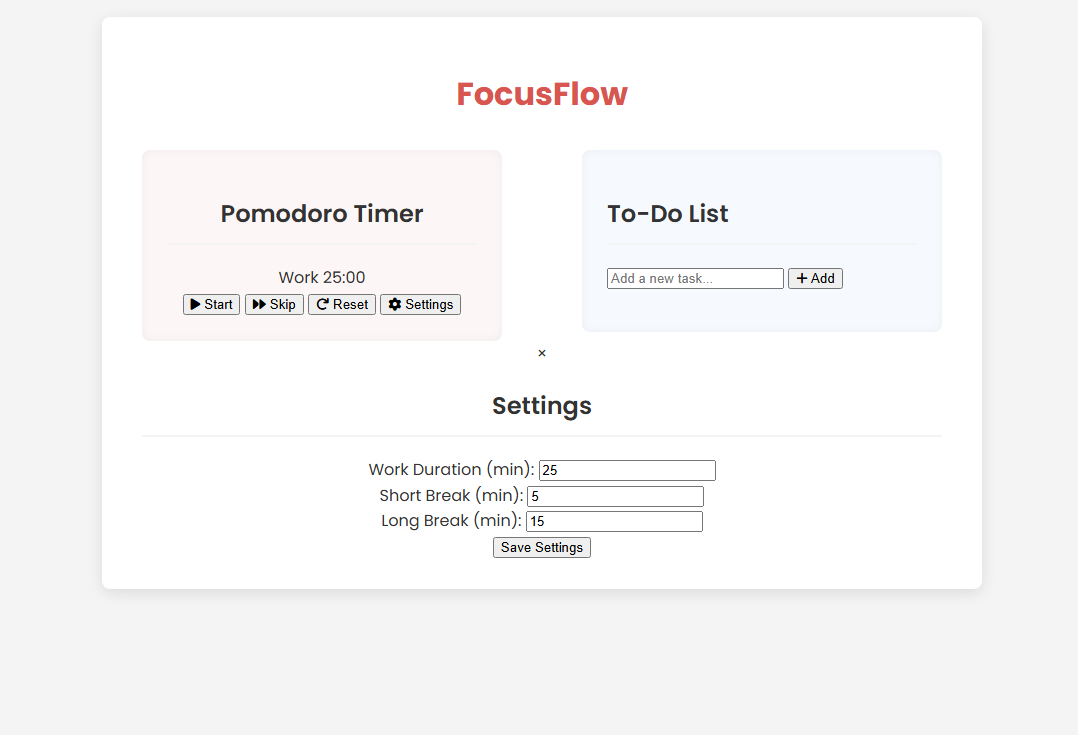 FocusFlow
Pomodoro Timer
Work 25:00
Start Skip Reset Settings
To-Do List
Add a new task...
+ Add
×
Settings
Work Duration (min): 25
Short Break (min): 5
Long Break (min): 15
Save Settings